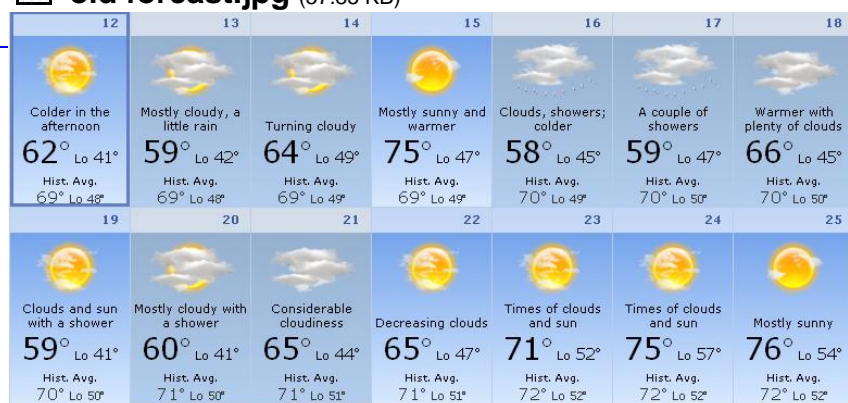 12 13 14 15 16 17 18
Colder in the afternoon
62° Lo 41°
Hist. Avg.
69° Lo 48°
Mostly cloudy, a little rain
59° Lo 42°
Hist. Avg.
69° Lo 48°
Turning cloudy
64° Lo 49°
Hist. Avg.
69° Lo 49°
Mostly sunny and warmer
75° Lo 47°
Hist. Avg.
69° Lo 49°
Clouds, showers; colder
58° Lo 45°
Hist. Avg.
70° Lo 49°
A couple of showers
59° Lo 47°
Hist. Avg.
70° Lo 50°
Warmer with plenty of clouds
66° Lo 45°
Hist. Avg.
70° Lo 50°
19 20 21 22 23 24 25
Clouds and sun with a shower
59° Lo 41°
Hist. Avg.
70° Lo 50°
Mostly cloudy with a shower
60° Lo 41°
Hist. Avg.
71° Lo 50°
Considerable cloudiness
65° Lo 44°
Hist. Avg.
71° Lo 51°
Decreasing clouds
65° Lo 47°
Hist. Avg.
71° Lo 51°
Times of clouds and sun
71° Lo 52°
Hist. Avg.
72° Lo 52°
Times of clouds and sun
75° Lo 57°
Hist. Avg.
72° Lo 52°
Mostly sunny
76° Lo 54°
Hist. Avg.
72° Lo 52°